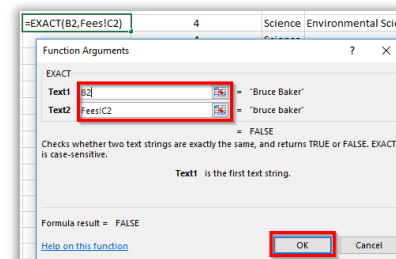 =EXACT(B2,Fees!C2) 4 Science Environmental Sci
Function Arguments ? ×
EXACT
Text1 B2 = "Bruce Baker"
Text2 Fees!C2 = "bruce baker"
= FALSE
Checks whether two text strings are exactly the same, and returns TRUE or FALSE. EXACT
is case-sensitive.
Text1 is the first text string.
Formula result = FALSE
Help on this function OK Cancel